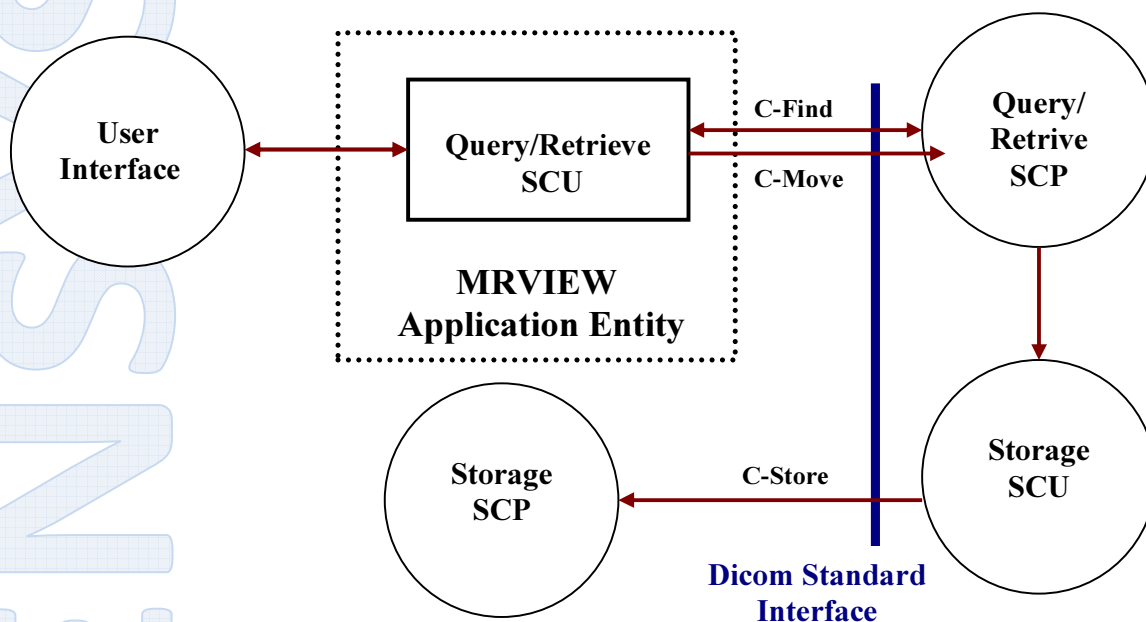 User
Interface
Query/Retrieve
SCU
MRVIEW
Application Entity
C-Find
C-Move
Query/
Retrive
SCP
Storage
SCU
C-Store
Storage
SCP
Dicom Standard
Interface